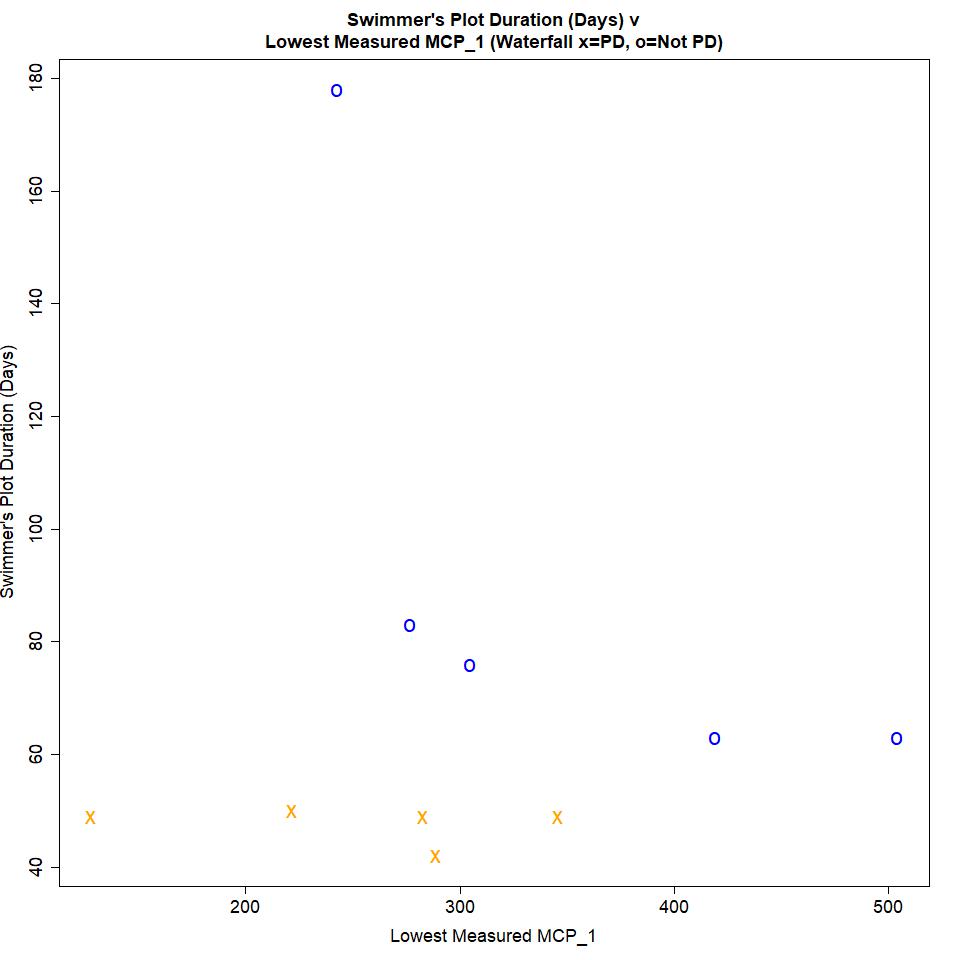 Swimmer's Plot Duration (Days) v
Lowest Measured MCP_1 (Waterfall x=PD, o=Not PD)
Swimmer's Plot Duration (Days)
180
160
140
120
100
80
60
40
O
O
O
O
O
X
X
X
X
X
200
300
400
500
Lowest Measured MCP_1